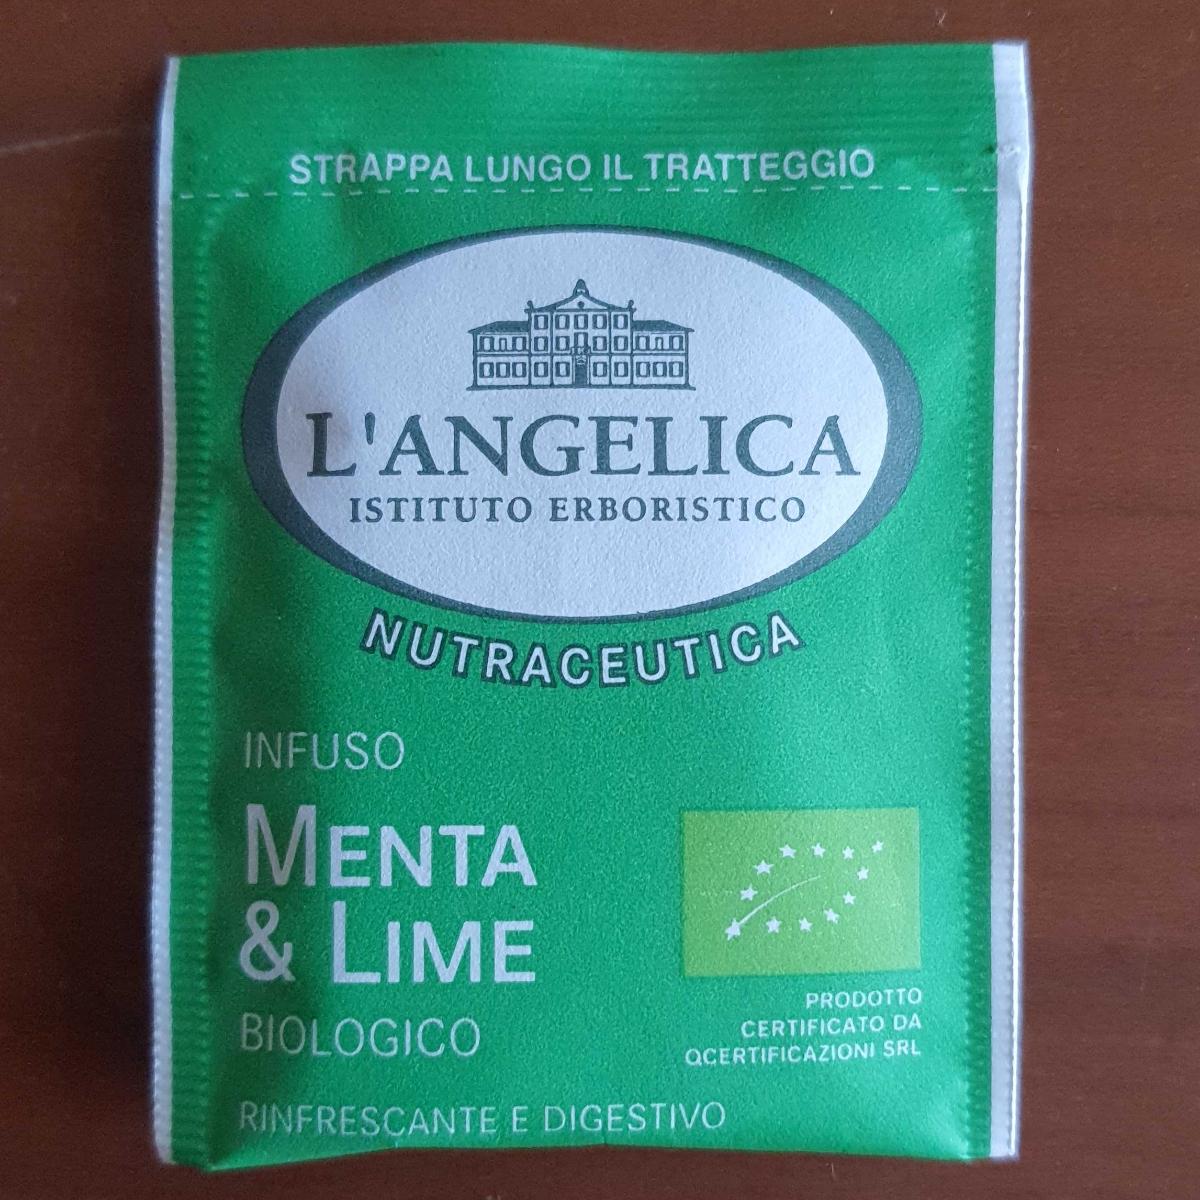 STRAPPA LUNGO IL TRATTEGGIO
L'ANGELICA
ISTITUTO ERBORISTICO
NUTRACEUTICA
INFUSO
MENTA
& LIME
BIOLOGICO
PRODOTTO
CERTIFICATO DA
QCERTIFICAZIONI SRL
RINFRESCANTE E DIGESTIVO